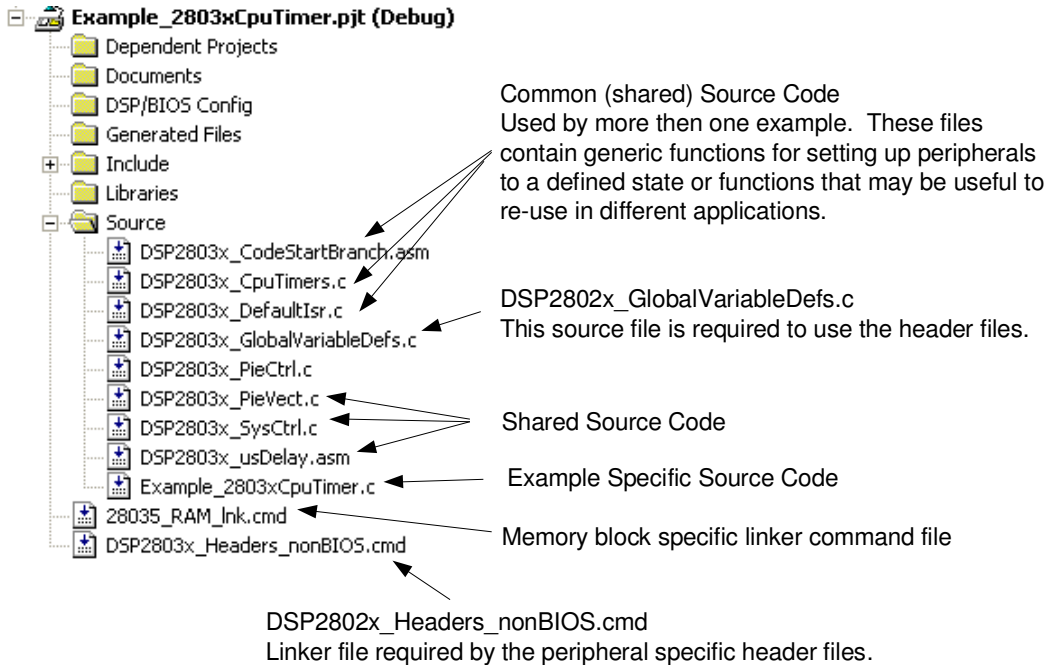 Example_2803xCpuTimer.pjt (Debug)
Dependent Projects
Documents
DSP/BIOS Config
Generated Files
Include
Libraries
Source
DSP2803x_CodeStartBranch.asm
DSP2803x_CpuTimers.c
DSP2803x_DefaultIsr.c
DSP2803x_GlobalVariableDefs.c
DSP2803x_PieCtrl.c
DSP2803x_PieVect.c
DSP2803x_SysCtrl.c
DSP2803x_usDelay.asm
Example_2803xCpuTimer.c
28035_RAM_lnk.cmd
DSP2803x_Headers_nonBIOS.cmd
Common (shared) Source Code
Used by more then one example. These files
contain generic functions for setting up peripherals
to a defined state or functions that may be useful to
re-use in different applications.
DSP2802x_GlobalVariableDefs.c
This source file is required to use the header files.
Shared Source Code
Example Specific Source Code
Memory block specific linker command file
DSP2802x_Headers_nonBIOS.cmd
Linker file required by the peripheral specific header files.